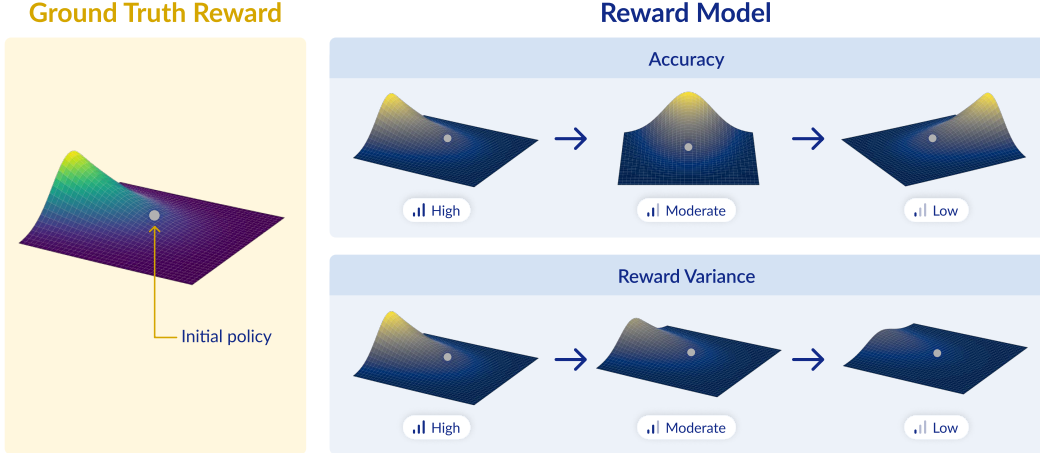 Ground Truth Reward
Initial policy
Reward Model
Accuracy
High
Moderate
Low
Reward Variance
High
Moderate
Low